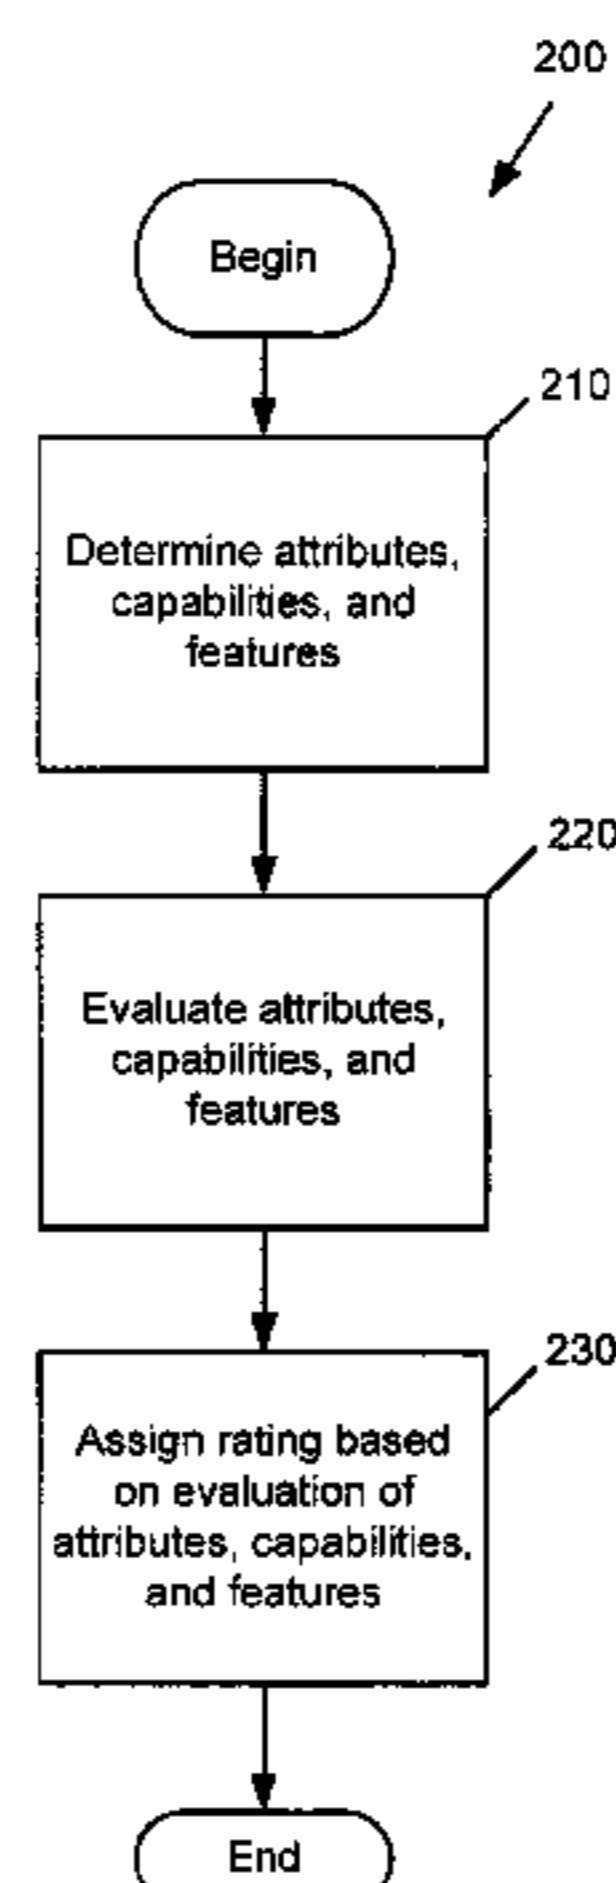 200
Begin
210
Determine attributes,
capabilities, and
features
220
Evaluate attributes,
capabilities, and
features
230
Assign rating based
on evaluation of
attributes, capabilities,
and features
End